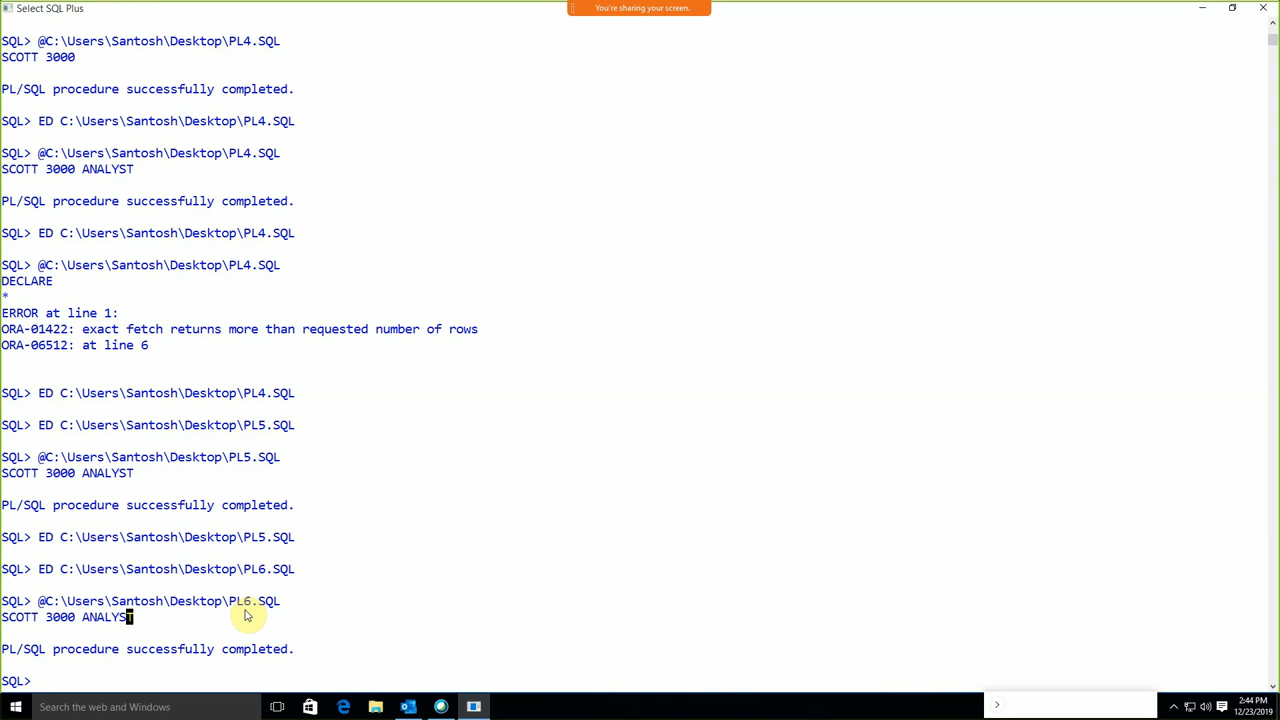 Select SQL Plus
You're sharing your screen.
SQL> @C:\Users\Santosh\Desktop\PL4.SQL
SCOTT 3000
PL/SQL procedure successfully completed.
SQL> ED C:\Users\Santosh\Desktop\PL4.SQL
SQL> @C:\Users\Santosh\Desktop\PL4.SQL
SCOTT 3000 ANALYST
PL/SQL procedure successfully completed.
SQL> ED C:\Users\Santosh\Desktop\PL4.SQL
SQL> @C:\Users\Santosh\Desktop\PL4.SQL
DECLARE
*
ERROR at line 1:
ORA-01422: exact fetch returns more than requested number of rows
ORA-06512: at line 6
SQL> ED C:\Users\Santosh\Desktop\PL4.SQL
SQL> ED C:\Users\Santosh\Desktop\PL5.SQL
SQL> @C:\Users\Santosh\Desktop\PL5.SQL
SCOTT 3000 ANALYST
PL/SQL procedure successfully completed.
SQL> ED C:\Users\Santosh\Desktop\PL5.SQL
SQL> ED C:\Users\Santosh\Desktop\PL6.SQL
SQL> @C:\Users\Santosh\Desktop\PL6.SQL
SCOTT 3000 ANALYST
PL/SQL procedure successfully completed.
SQL>
Search the web and Windows
2:44 PM
12/23/2019